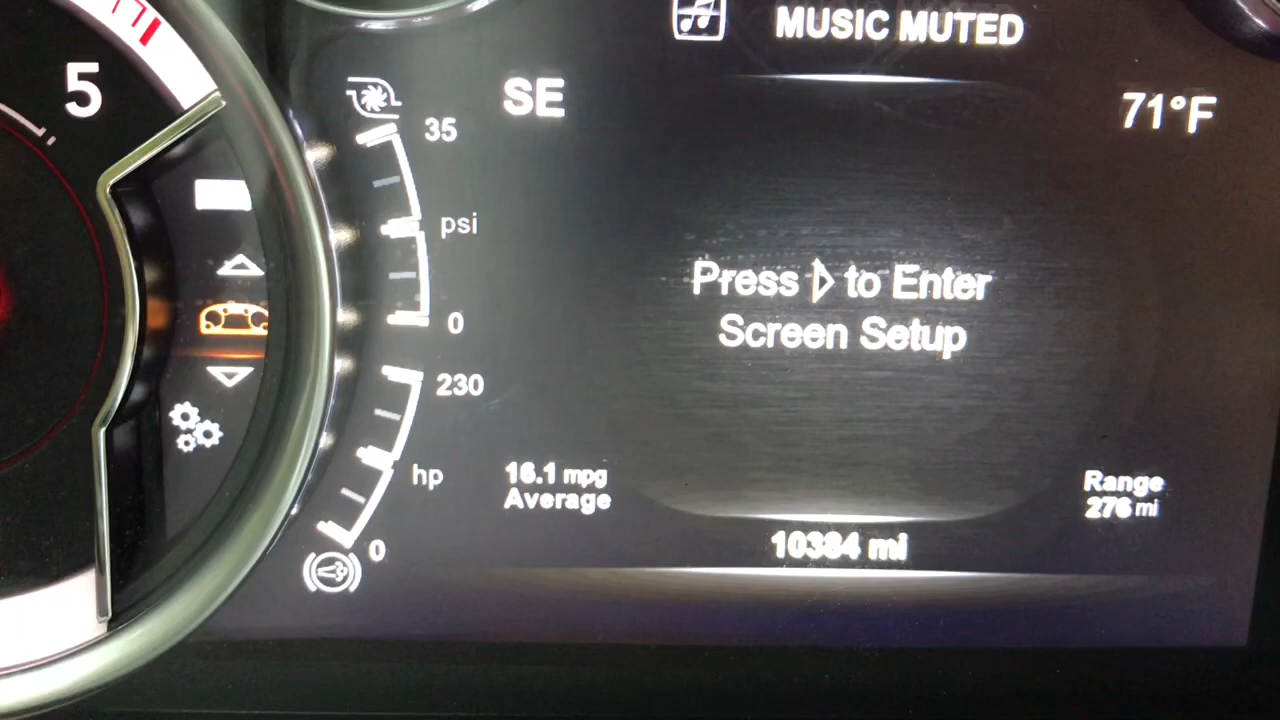 MUSIC MUTED
5
SE
71°F
35
psi
0
230
hp
0
Press ▷ to Enter
Screen Setup
16.1 mpg
Average
Range
276 mi
10384 mi